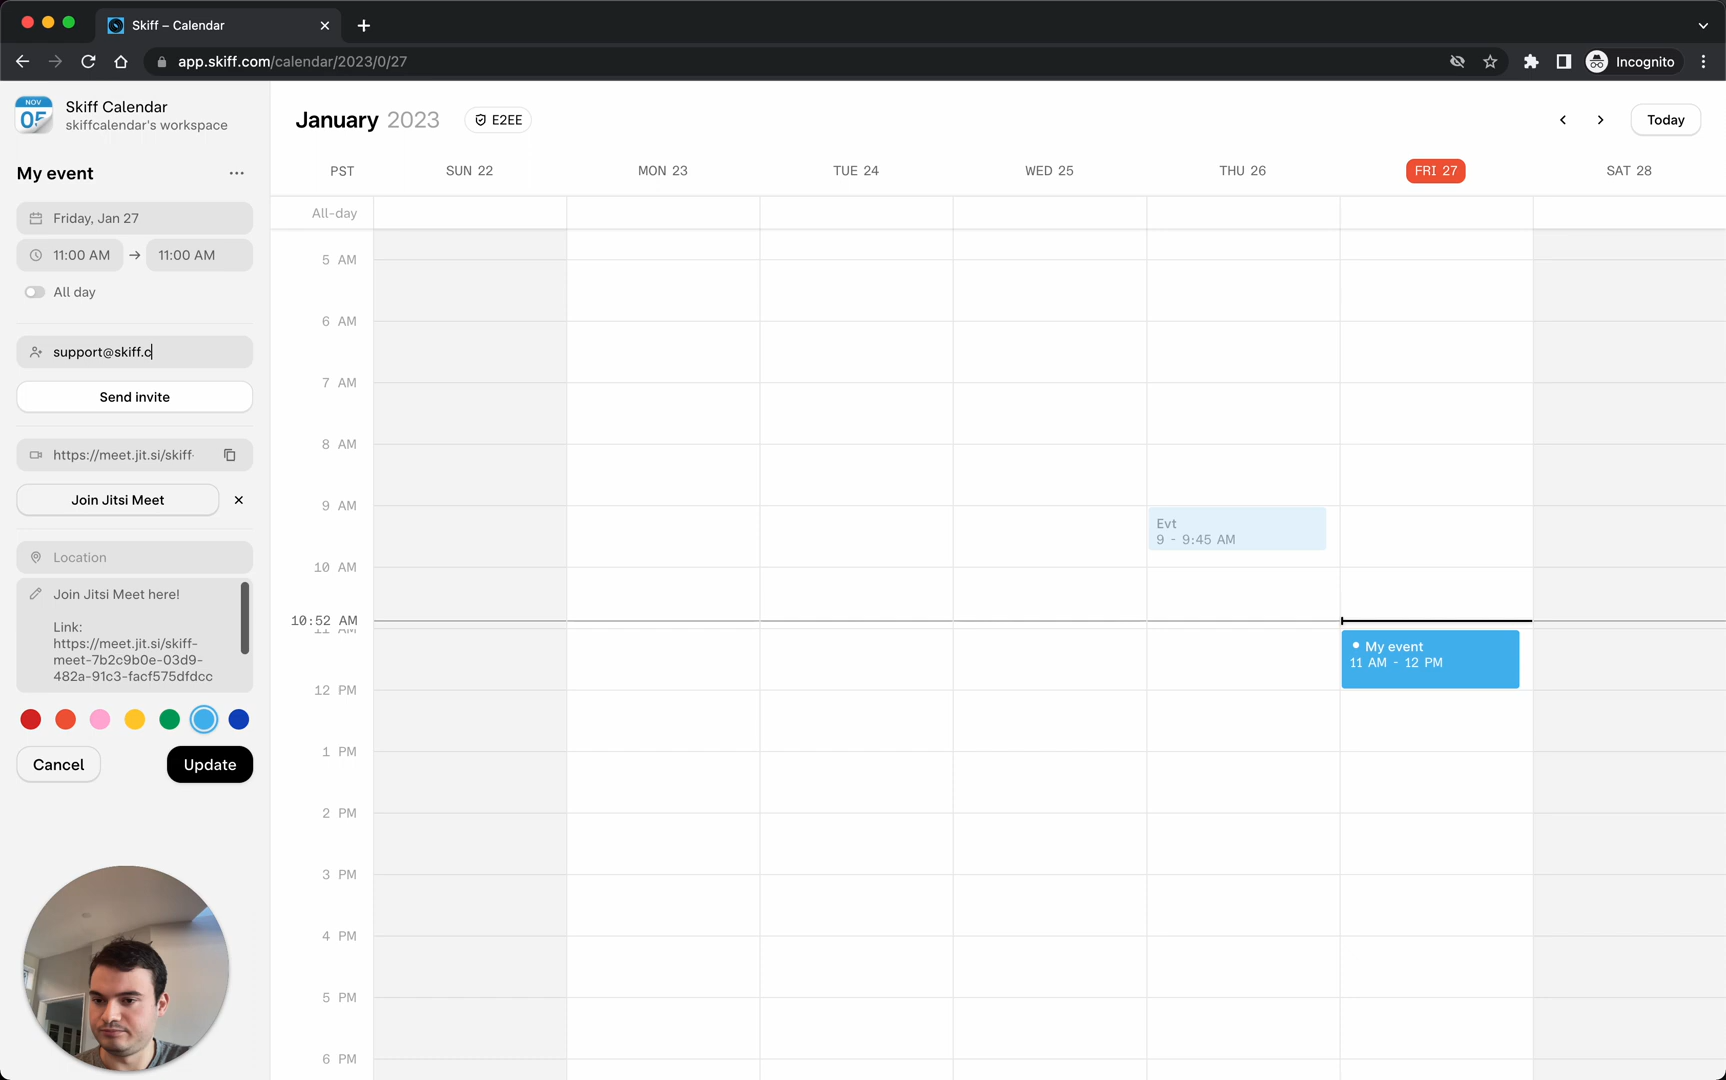 Skiff – Calendar
app.skiff.com/calendar/2023/0/27
Incognito
NOV
05
Skiff Calendar
skiffcalendar's workspace
January 2023
E2EE
Today
My event
PST
SUN 22
MON 23
TUE 24
WED 25
THU 26
FRI 27
SAT 28
All-day
Friday, Jan 27
11:00 AM → 11:00 AM
All day
support@skiff.c
Send invite
https://meet.jit.si/skiff-
Join Jitsi Meet
Location
Join Jitsi Meet here!
Link:
https://meet.jit.si/skiff-
meet-7b2c9b0e-03d9-
482a-91c3-facf575dfdcc
Cancel
Update
5 AM
6 AM
7 AM
8 AM
9 AM
10 AM
10:52 AM
11 AM
12 PM
1 PM
2 PM
3 PM
4 PM
5 PM
6 PM
Evt
9 - 9:45 AM
My event
11 AM - 12 PM